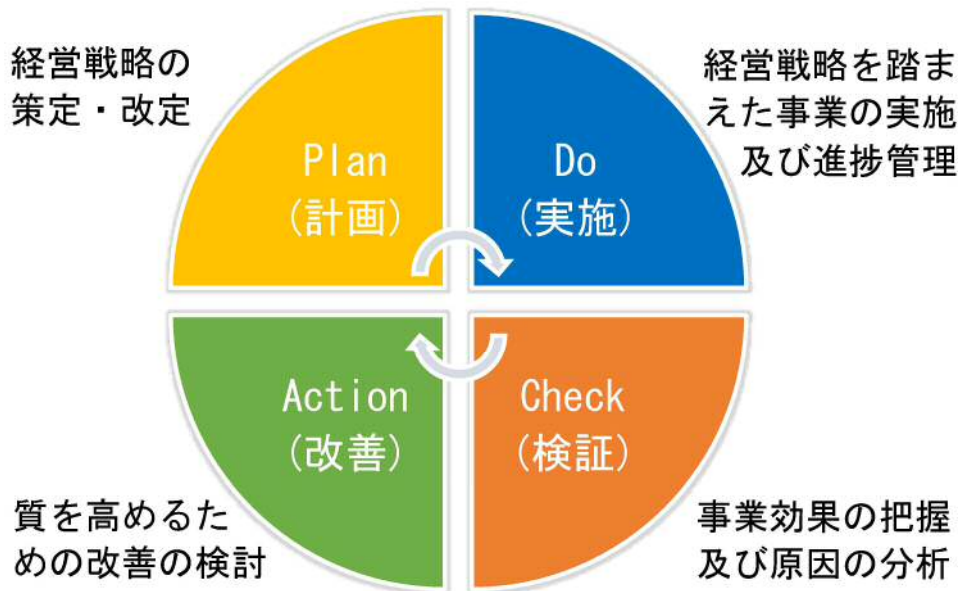 経営戦略の
策定・改定
Plan
(計画)
Do
(実施)
経営戦略を踏ま
えた事業の実施
及び進捗管理
Action
(改善)
Check
(検証)
質を高めるた
めの改善の検討
事業効果の把握
及び原因の分析